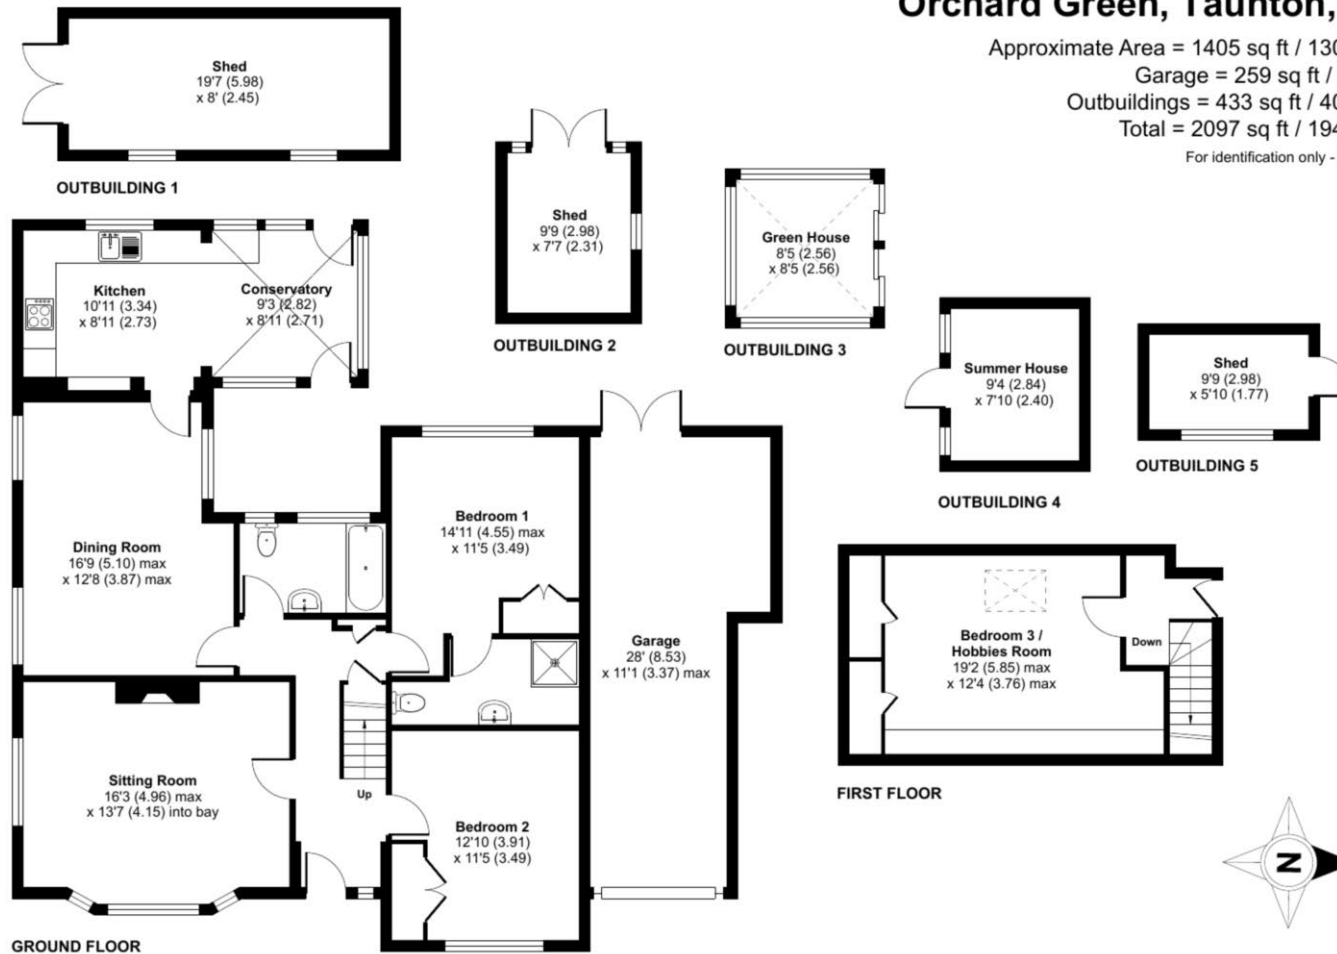 Orchard Green, Taunton,
Approximate Area = 1405 sq ft / 130
Garage = 259 sq ft /
Outbuildings = 433 sq ft / 40
Total = 2097 sq ft / 194
For identification only -
Shed
19'7 (5.98)
x 8' (2.45)
OUTBUILDING 1
Shed
9'9 (2.98)
x 7'7 (2.31)
OUTBUILDING 2
Green House
8'5 (2.56)
x 8'5 (2.56)
OUTBUILDING 3
Summer House
9'4 (2.84)
x 7'10 (2.40)
OUTBUILDING 4
Shed
9'9 (2.98)
x 5'10 (1.77)
OUTBUILDING 5
Kitchen
10'11 (3.34)
x 8'11 (2.73)
Conservatory
9'3 (2.82)
x 8'11 (2.71)
Dining Room
16'9 (5.10) max
x 12'8 (3.87) max
Bedroom 1
14'11 (4.55) max
x 11'5 (3.49)
Garage
28' (8.53)
x 11'1 (3.37) max
Sitting Room
16'3 (4.96) max
x 13'7 (4.15) into bay
Up
Bedroom 2
12'10 (3.91)
x 11'5 (3.49)
GROUND FLOOR
Bedroom 3 /
Hobbies Room
19'2 (5.85) max
x 12'4 (3.76) max
Down
FIRST FLOOR
N